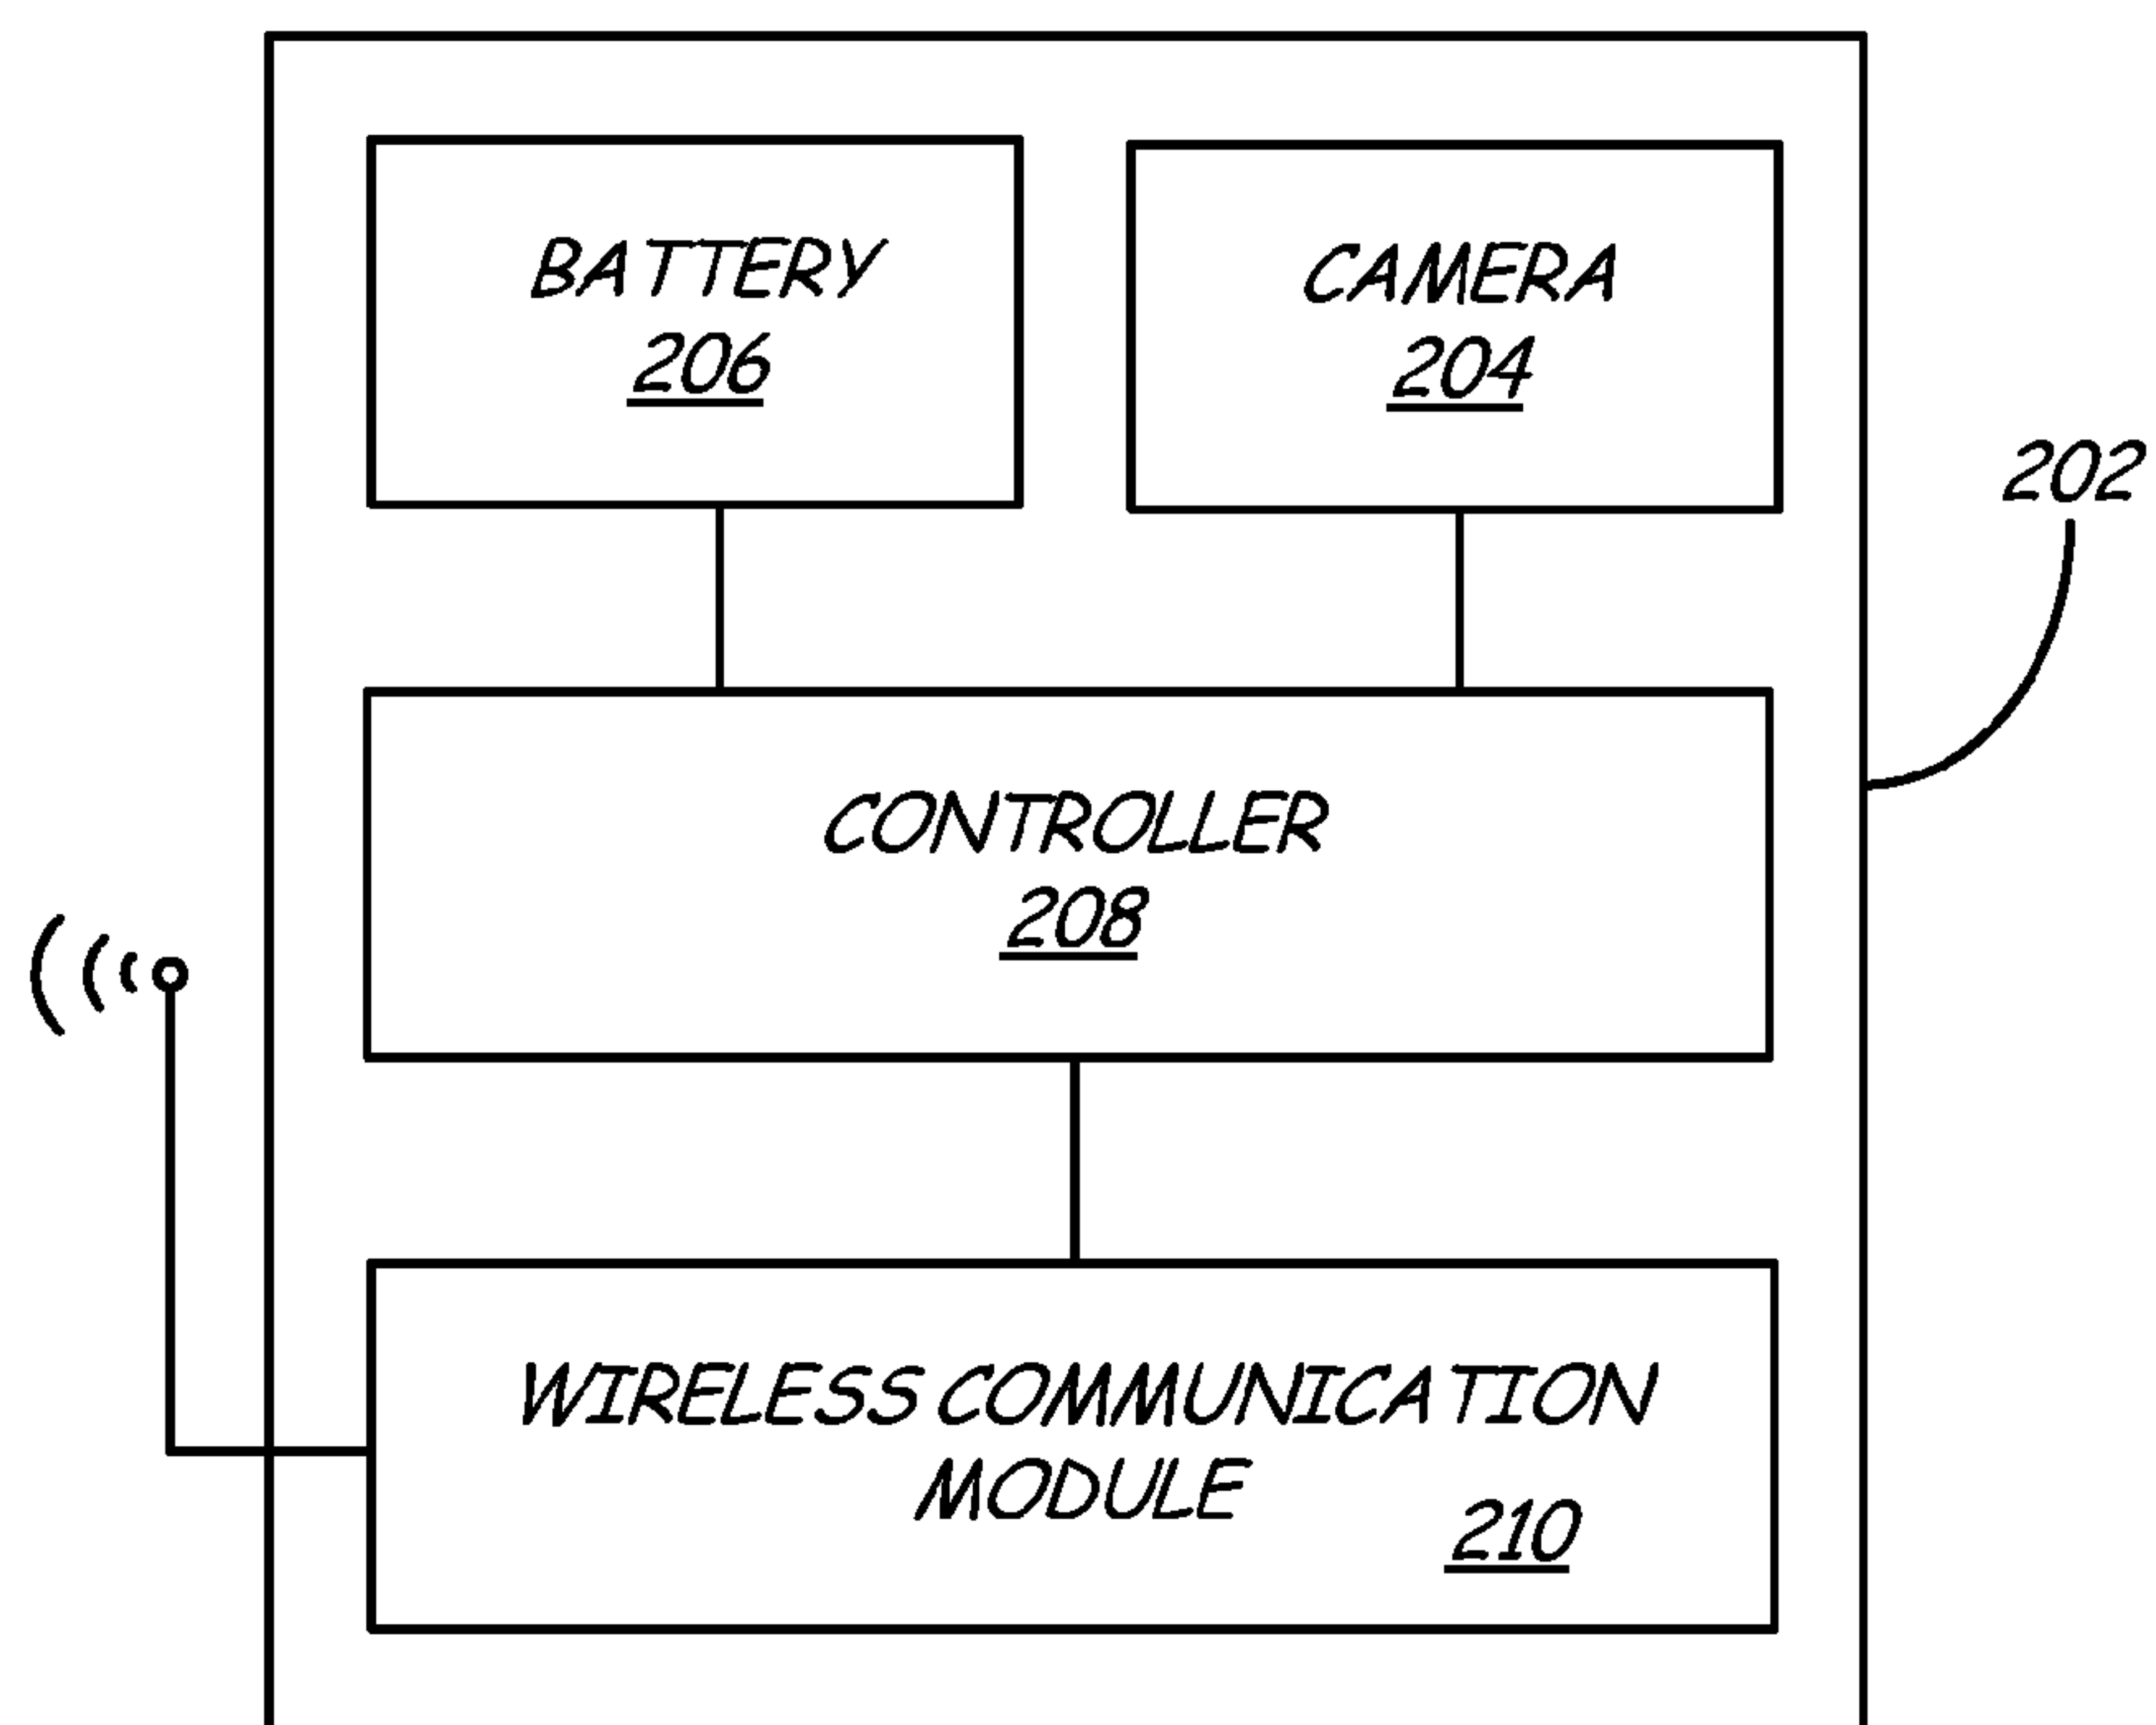 BATTERY
206
CAMERA
204
202
CONTROLLER
208
WIRELESS COMMUNICATION
MODULE
210